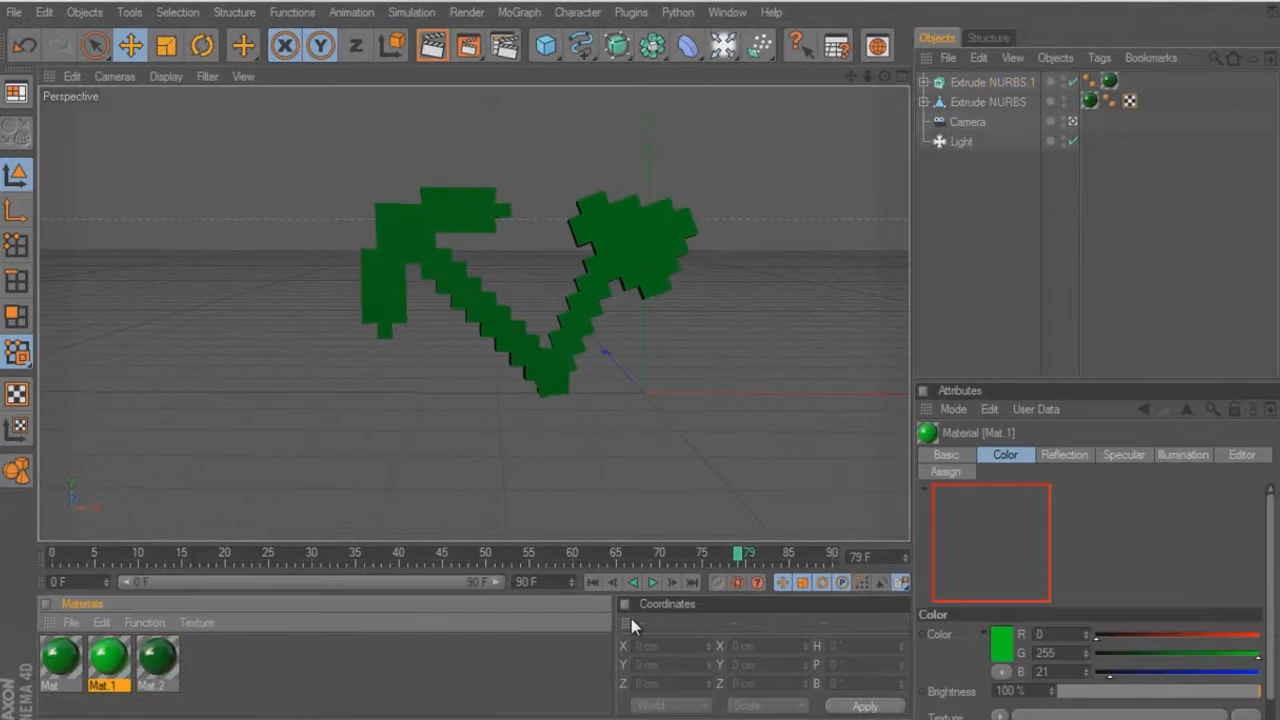 File Edit Objects Tools Selection Structure Functions Animation Simulation Render MoGraph Character Plugins Python Window Help
Objects Structure
File Edit View Objects Tags Bookmarks
Edit Cameras Display Filter View
Perspective
Extrude NURBS.1
Extrude NURBS
Camera
Light
X Y Z
Y
X
Attributes
Mode Edit User Data
Material [Mat.1]
Basic Color Reflection Specular Illumination Editor
Assign
0 5 10 15 20 25 30 35 40 45 50 55 60 65 70 79 85 90 79 F
0 F 0 F 90 F 90 F
Materials
File Edit Function Texture
Mat Mat.1 Mat.2
Coordinates
X 0 cm X 0 cm H 0 °
Y 0 cm Y 0 cm P 0 °
Z 0 cm Z 0 cm B 0 °
World Scale Apply
Color
Color R 0
G 255
B 21
Brightness 100 %
Texture
AXON
NEMA 4D